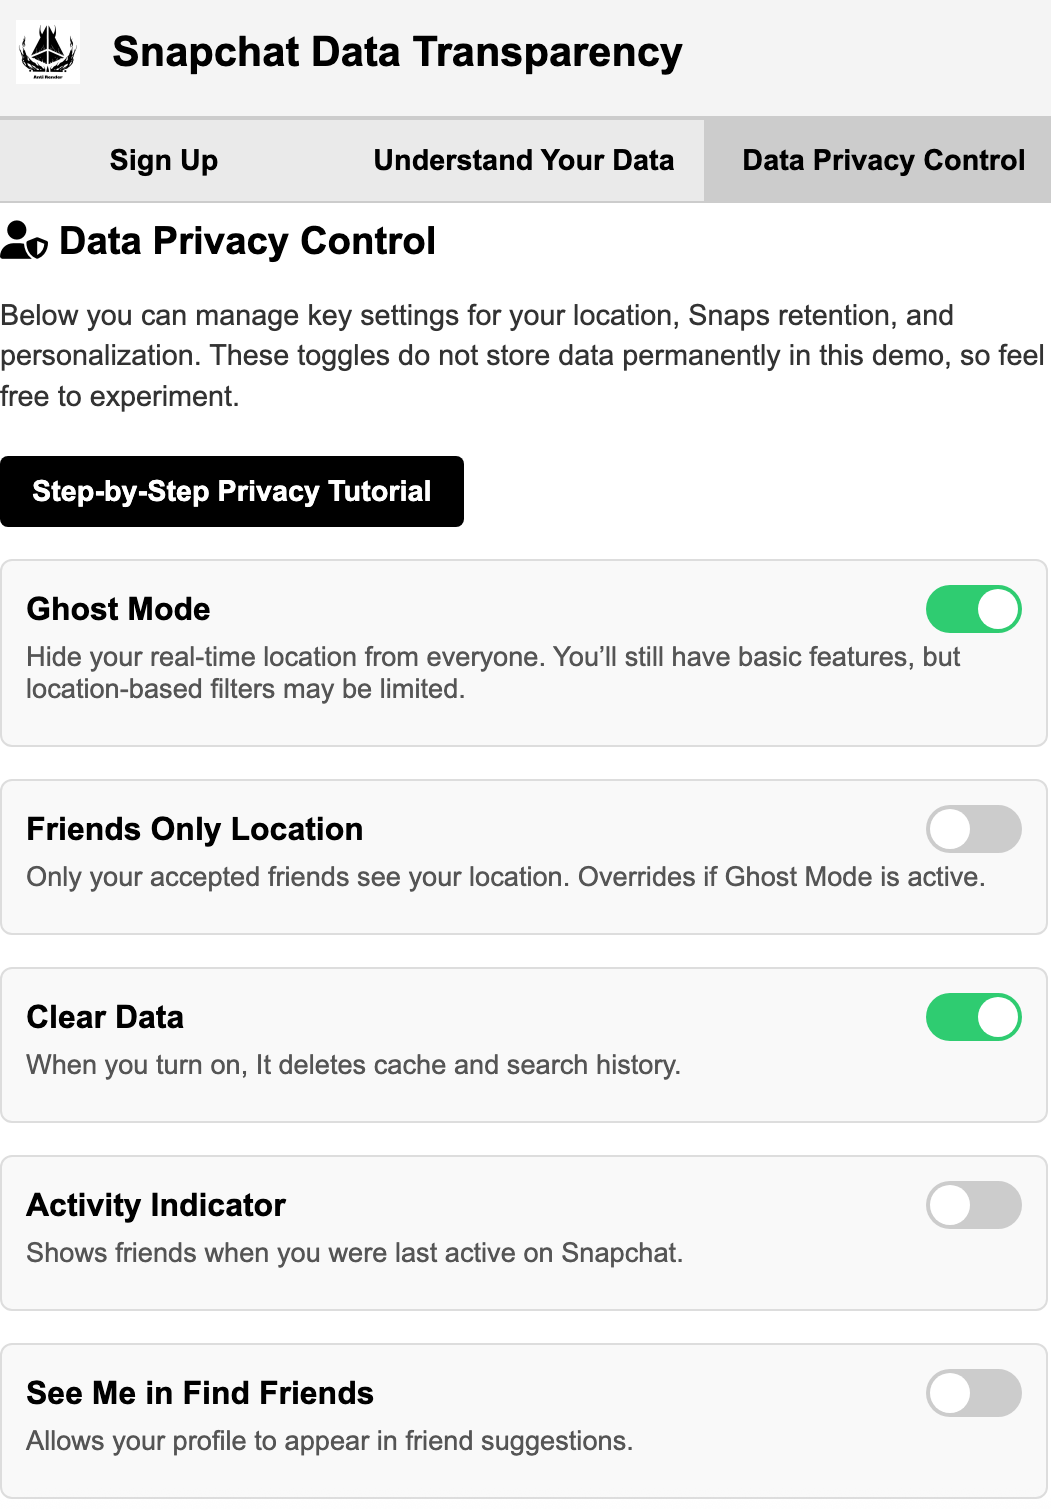 Anti Render
Snapchat Data Transparency
Sign Up
Understand Your Data
Data Privacy Control
Data Privacy Control
Below you can manage key settings for your location, Snaps retention, and
personalization. These toggles do not store data permanently in this demo, so feel
free to experiment.
Step-by-Step Privacy Tutorial
Ghost Mode
Hide your real-time location from everyone. You’ll still have basic features, but
location-based filters may be limited.
Friends Only Location
Only your accepted friends see your location. Overrides if Ghost Mode is active.
Clear Data
When you turn on, It deletes cache and search history.
Activity Indicator
Shows friends when you were last active on Snapchat.
See Me in Find Friends
Allows your profile to appear in friend suggestions.